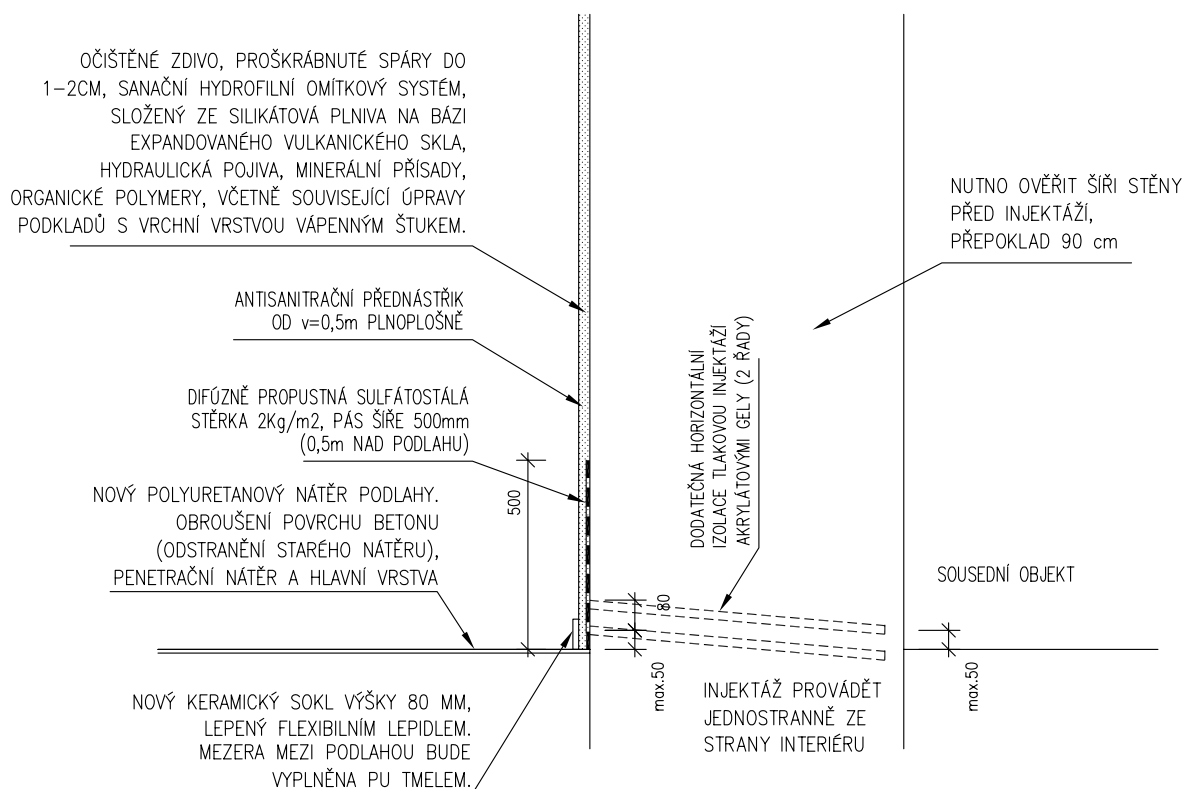 OČIŠTĚNÉ ZDIVO, PROŠKRÁBNUTÉ SPÁRY DO
1-2CM, SANAČNÍ HYDROFILNÍ OMÍTKOVÝ SYSTÉM,
SLOŽENÝ ZE SILIKÁTOVÁ PLNIVA NA BÁZI
EXPANDOVANÉHO VULKANICKÉHO SKLA,
HYDRAULICKÁ POJIVA, MINERÁLNÍ PŘÍSADY,
ORGANICKÉ POLYMERY, VČETNĚ SOUVISEJÍCÍ ÚPRAVY
PODKLADŮ S VRCHNÍ VRSTVOU VÁPENNÝM ŠTUKEM.
NUTNO OVĚŘIT ŠÍŘI STĚNY
PŘED INJEKTÁŽÍ,
PŘEPOKLAD 90 cm
ANTISANITRAČNÍ PŘEDNÁSTŘIK
OD v=0,5m PLNOPLOŠNĚ
DIFÚZNĚ PROPUSTNÁ SULFÁTOSTÁLÁ
STĚRKA 2Kg/m2, PÁS ŠÍŘE 500mm
(0,5m NAD PODLAHU)
DODATEČNÁ HORIZONTÁLNÍ
IZOLACE TLAKOVOU INJEKTÁŽÍ
AKRYLÁTOVÝMI GELY (2 ŘADY)
NOVÝ POLYURETANOVÝ NÁTĚR PODLAHY.
OBROUŠENÍ POVRCHU BETONU
(ODSTRANĚNÍ STARÉHO NÁTĚRU),
PENETRAČNÍ NÁTĚR A HLAVNÍ VRSTVA
500
80
SOUSEDNÍ OBJEKT
max.50
max.50
NOVÝ KERAMICKÝ SOKL VÝŠKY 80 MM,
LEPENÝ FLEXIBILNÍM LEPIDLEM.
MEZERA MEZI PODLAHOU BUDE
VYPLNĚNA PU TMELEM.
INJEKTÁŽ PROVÁDĚT
JEDNOSTRANNĚ ZE
STRANY INTERIÉRU